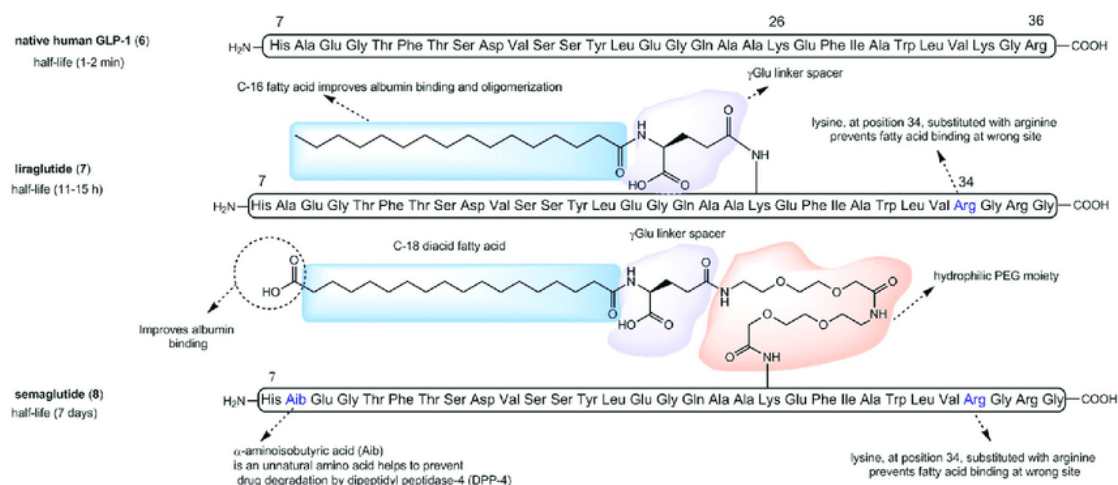 7 26 36
native human GLP-1 (6)
H₂N- His Ala Glu Gly Thr Phe Thr Ser Asp Val Ser Ser Tyr Leu Glu Gly Gln Ala Ala Lys Glu Phe Ile Ala Trp Leu Val Lys Gly Arg -COOH
half-life (1-2 min)
C-16 fatty acid improves albumin binding and oligomerization
γGlu linker spacer
lysine, at position 34, substituted with arginine
prevents fatty acid binding at wrong site
H
N
O
O
NH
HO
O
liraglutide (7)
half-life (11-15 h)
7 34
H₂N- His Ala Glu Gly Thr Phe Thr Ser Asp Val Ser Ser Tyr Leu Glu Gly Gln Ala Ala Lys Glu Phe Ile Ala Trp Leu Val Arg Gly Arg Gly -COOH
C-18 diacid fatty acid
γGlu linker spacer
hydrophilic PEG moiety
O
HO
H
N
O
O
HO
O
N
H
O
O
O
NH
O
O
O
NH
Improves albumin
binding
7
semaglutide (8)
half-life (7 days)
H₂N- His Aib Glu Gly Thr Phe Thr Ser Asp Val Ser Ser Tyr Leu Glu Gly Gln Ala Ala Lys Glu Phe Ile Ala Trp Leu Val Arg Gly Arg Gly -COOH
α-aminoisobutyric acid (Aib)
is an unnatural amino acid helps to prevent
drug degradation by dipeptidyl peptidase-4 (DPP-4)
lysine, at position 34, substituted with arginine
prevents fatty acid binding at wrong site